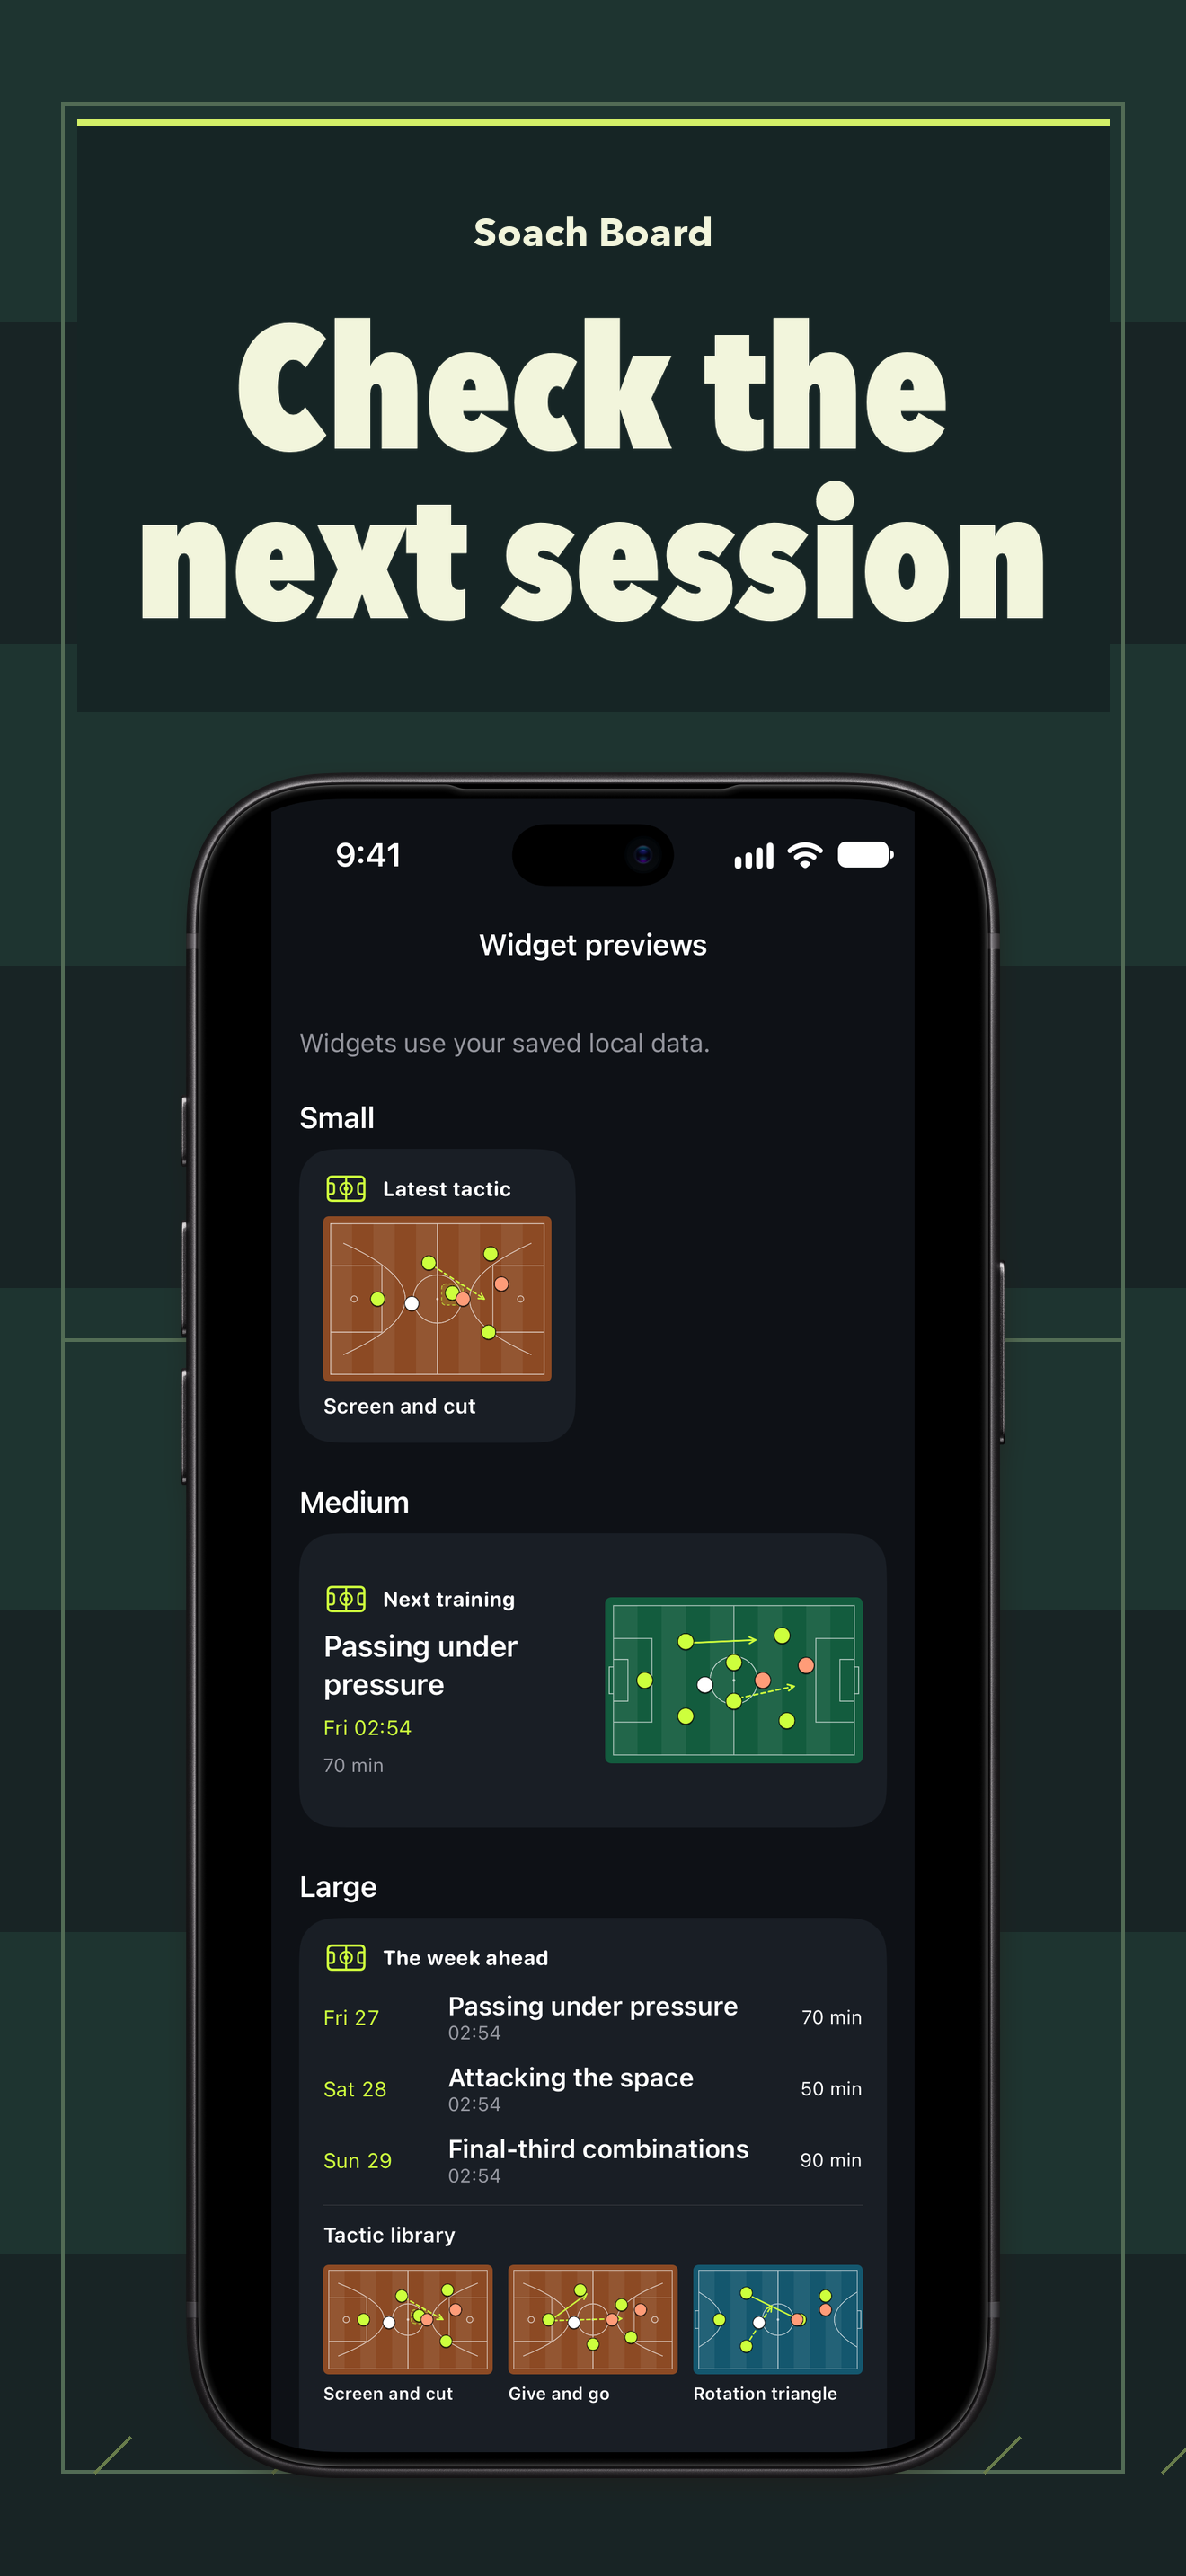 Soach Board
Check the
next session
9:41
Widget previews
Widgets use your saved local data.
Small
Latest tactic
Screen and cut
Medium
Next training
Passing under
pressure
Fri 02:54
70 min
Large
The week ahead
Fri 27
Passing under pressure
02:54
70 min
Sat 28
Attacking the space
02:54
50 min
Sun 29
Final-third combinations
02:54
90 min
Tactic library
Screen and cut
Give and go
Rotation triangle